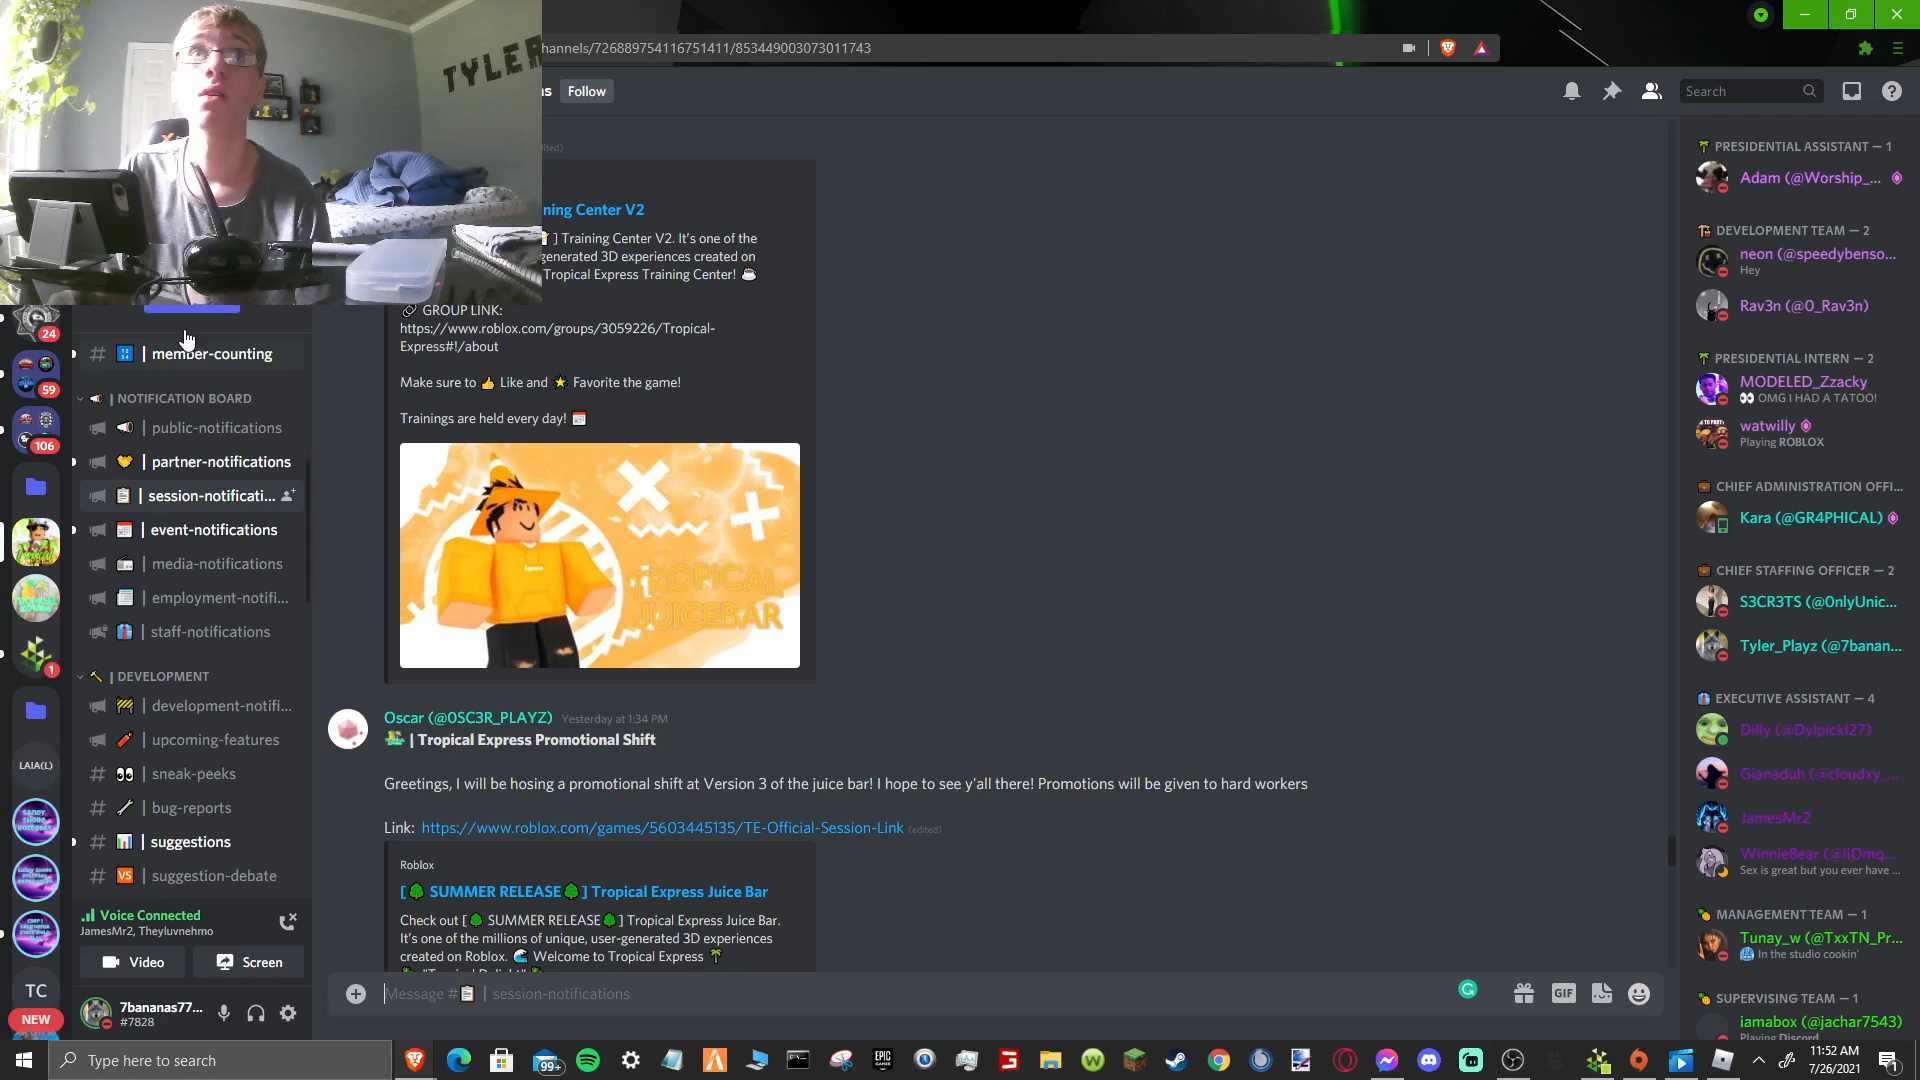 TYLER
hannels/726889754116751411/853449003073011743
ns Follow
Search
ited)
ning Center V2
] Training Center V2. It's one of the
generated 3D experiences created on
Tropical Express Training Center! ☕
🔗 GROUP LINK:
https://www.roblox.com/groups/3059226/Tropical-
Express#!/about
Make sure to 👍 Like and ⭐ Favorite the game!
Trainings are held every day! 📅
TROPICAL
JUICEBAR
Oscar (@0SC3R_PLAYZ) Yesterday at 1:34 PM
🏝️ | Tropical Express Promotional Shift
Greetings, I will be hosing a promotional shift at Version 3 of the juice bar! I hope to see y'all there! Promotions will be given to hard workers
Link: https://www.roblox.com/games/5603445135/TE-Official-Session-Link (edited)
Roblox
[🌳 SUMMER RELEASE🌳] Tropical Express Juice Bar
Check out [🌳 SUMMER RELEASE🌳] Tropical Express Juice Bar.
It's one of the millions of unique, user-generated 3D experiences
created on Roblox. 🌊 Welcome to Tropical Express 🌴
Message #📋 | session-notifications
GIF
24
59
106
1
LAIA(L)
TC
NEW
# 🔢 | member-counting
📣 | NOTIFICATION BOARD
📣 | public-notifications
🤝 | partner-notifications
📋 | session-notificati...
📅 | event-notifications
📻 | media-notifications
📰 | employment-notifi...
👔 | staff-notifications
🔨 | DEVELOPMENT
🚧 | development-notifi...
🧨 | upcoming-features
# 👀 | sneak-peeks
# 🔧 | bug-reports
# 📊 | suggestions
# 🆚 | suggestion-debate
Voice Connected
JamesMr2, Theyluvnehmo
Video Screen
7bananas77...
#7828
🌴 PRESIDENTIAL ASSISTANT — 1
Adam (@Worship_...
🏗️ DEVELOPMENT TEAM — 2
neon (@speedybenso...
Hey
Rav3n (@0_Rav3n)
🌴 PRESIDENTIAL INTERN — 2
MODELED_Zzacky
👀 OMG I HAD A TATOO!
watwilly
Playing ROBLOX
💼 CHIEF ADMINISTRATION OFFI...
Kara (@GR4PHICAL)
💼 CHIEF STAFFING OFFICER — 2
S3CR3TS (@0nlyUnic...
Tyler_Playz (@7banan...
👔 EXECUTIVE ASSISTANT — 4
Dilly (@Dylpickl27)
Gianaduh (@cloudxy_...
JamesMr2
WinnieBear (@iiOmq...
Sex is great but you ever have ...
🍍 MANAGEMENT TEAM — 1
Tunay_w (@TxxTN_Pr...
🥶 In the studio cookin'
🍍 SUPERVISING TEAM — 1
iamabox (@jachar7543)
Playing Discord
Type here to search
99+
EPIC
11:52 AM
7/26/2021
1